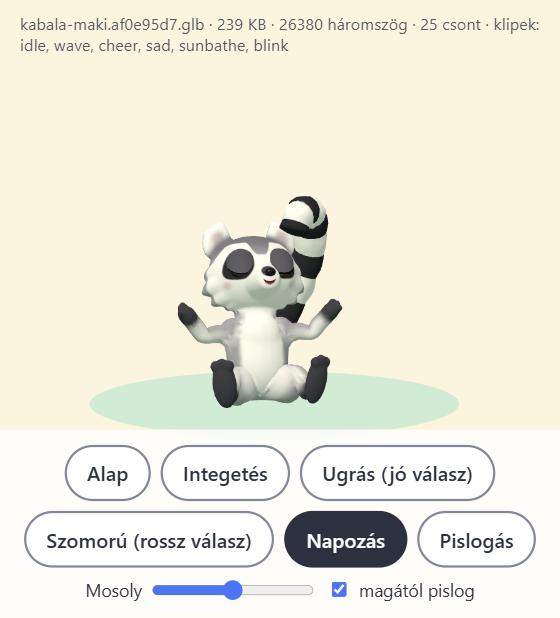 kabala-maki.af0e95d7.glb · 239 KB · 26380 háromszög · 25 csont · klipek:
idle, wave, cheer, sad, sunbathe, blink
Alap Integetés Ugrás (jó válasz)
Szomorú (rossz válasz) Napozás Pislogás
Mosoly magától pislog